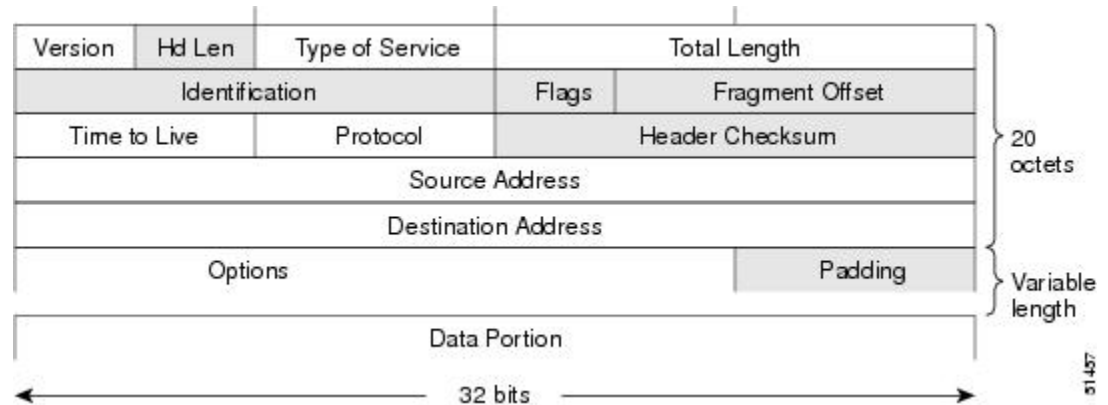 Version Hd Len Type of Service Total Length
Identification Flags Fragment Offset
Time to Live Protocol Header Checksum
20
octets
Source Address
Destination Address
Options Padding
Variable
length
Data Portion
32 bits
51457